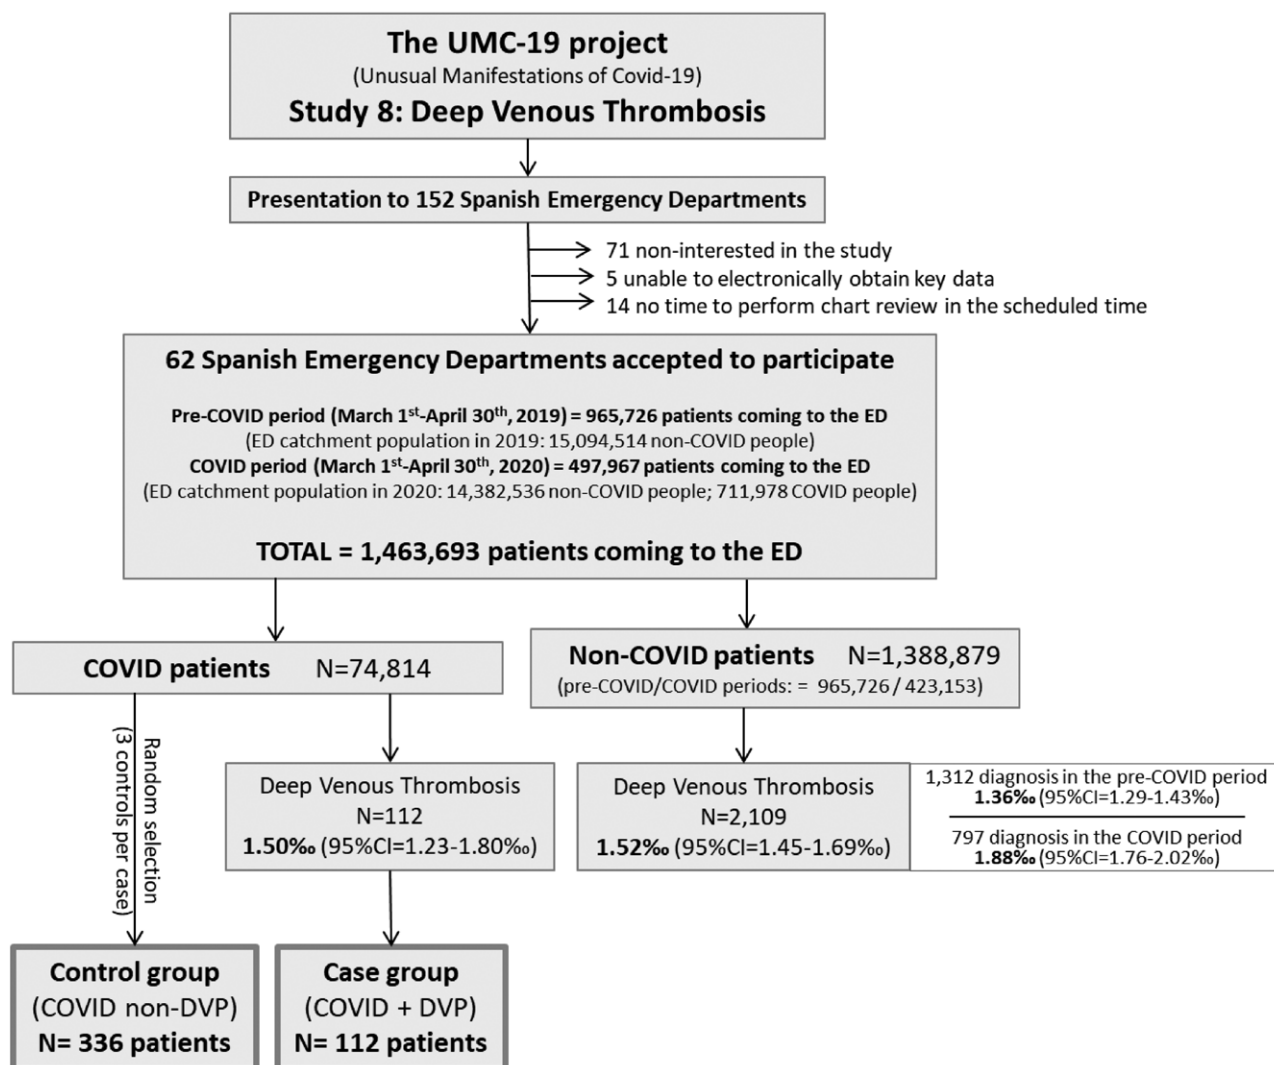 The UMC-19 project
(Unusual Manifestations of Covid-19)
Study 8: Deep Venous Thrombosis
Presentation to 152 Spanish Emergency Departments
71 non-interested in the study
5 unable to electronically obtain key data
14 no time to perform chart review in the scheduled time
62 Spanish Emergency Departments accepted to participate
Pre-COVID period (March 1st-April 30th, 2019) = 965,726 patients coming to the ED
(ED catchment population in 2019: 15,094,514 non-COVID people)
COVID period (March 1st-April 30th, 2020) = 497,967 patients coming to the ED
(ED catchment population in 2020: 14,382,536 non-COVID people; 711,978 COVID people)
TOTAL = 1,463,693 patients coming to the ED
COVID patients N=74,814
Non-COVID patients N=1,388,879
(pre-COVID/COVID periods: = 965,726 / 423,153)
Random selection
(3 controls per case)
Deep Venous Thrombosis
N=112
1.50‰ (95%CI=1.23-1.80‰)
Deep Venous Thrombosis
N=2,109
1.52‰ (95%CI=1.45-1.69‰)
1,312 diagnosis in the pre-COVID period
1.36‰ (95%CI=1.29-1.43‰)
797 diagnosis in the COVID period
1.88‰ (95%CI=1.76-2.02‰)
Control group
(COVID non-DVP)
N= 336 patients
Case group
(COVID + DVP)
N= 112 patients